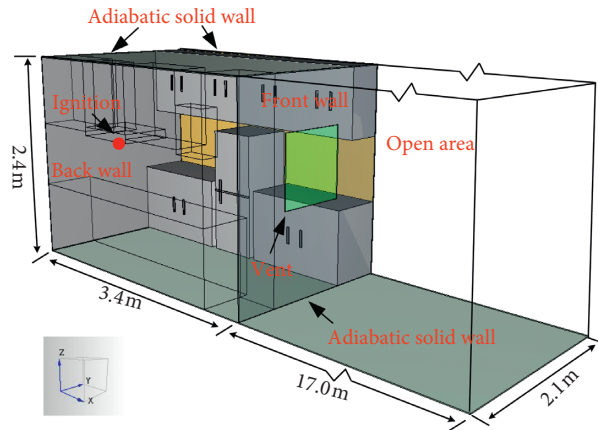 Adiabatic solid wall
Ignition
Front wall
Open area
Back wall
2.4 m
Vent
3.4 m
Adiabatic solid wall
17.0 m
2.1 m
Z
Y
X